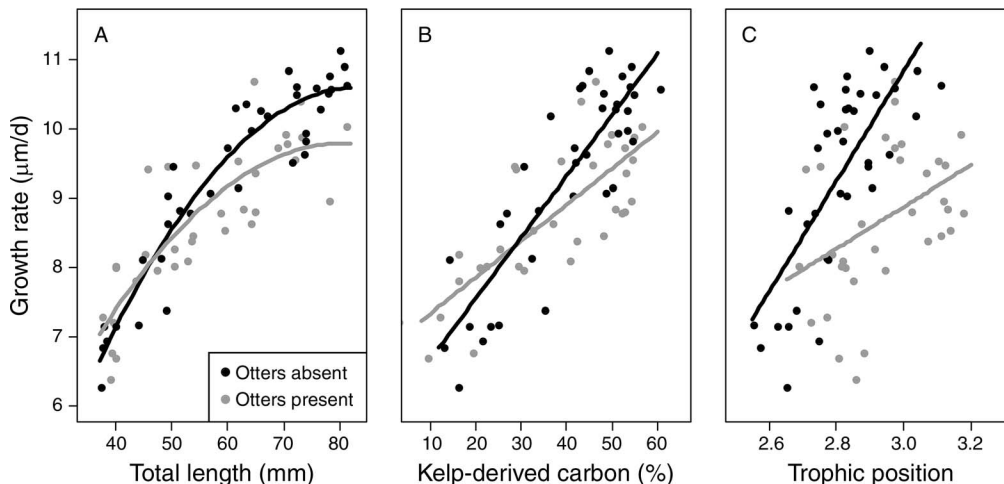 A
B
C
Growth rate (μm/d)
11
10
9
8
7
6
Otters absent
Otters present
40 50 60 70 80
10 20 30 40 50 60
2.6 2.8 3.0 3.2
Total length (mm)
Kelp-derived carbon (%)
Trophic position